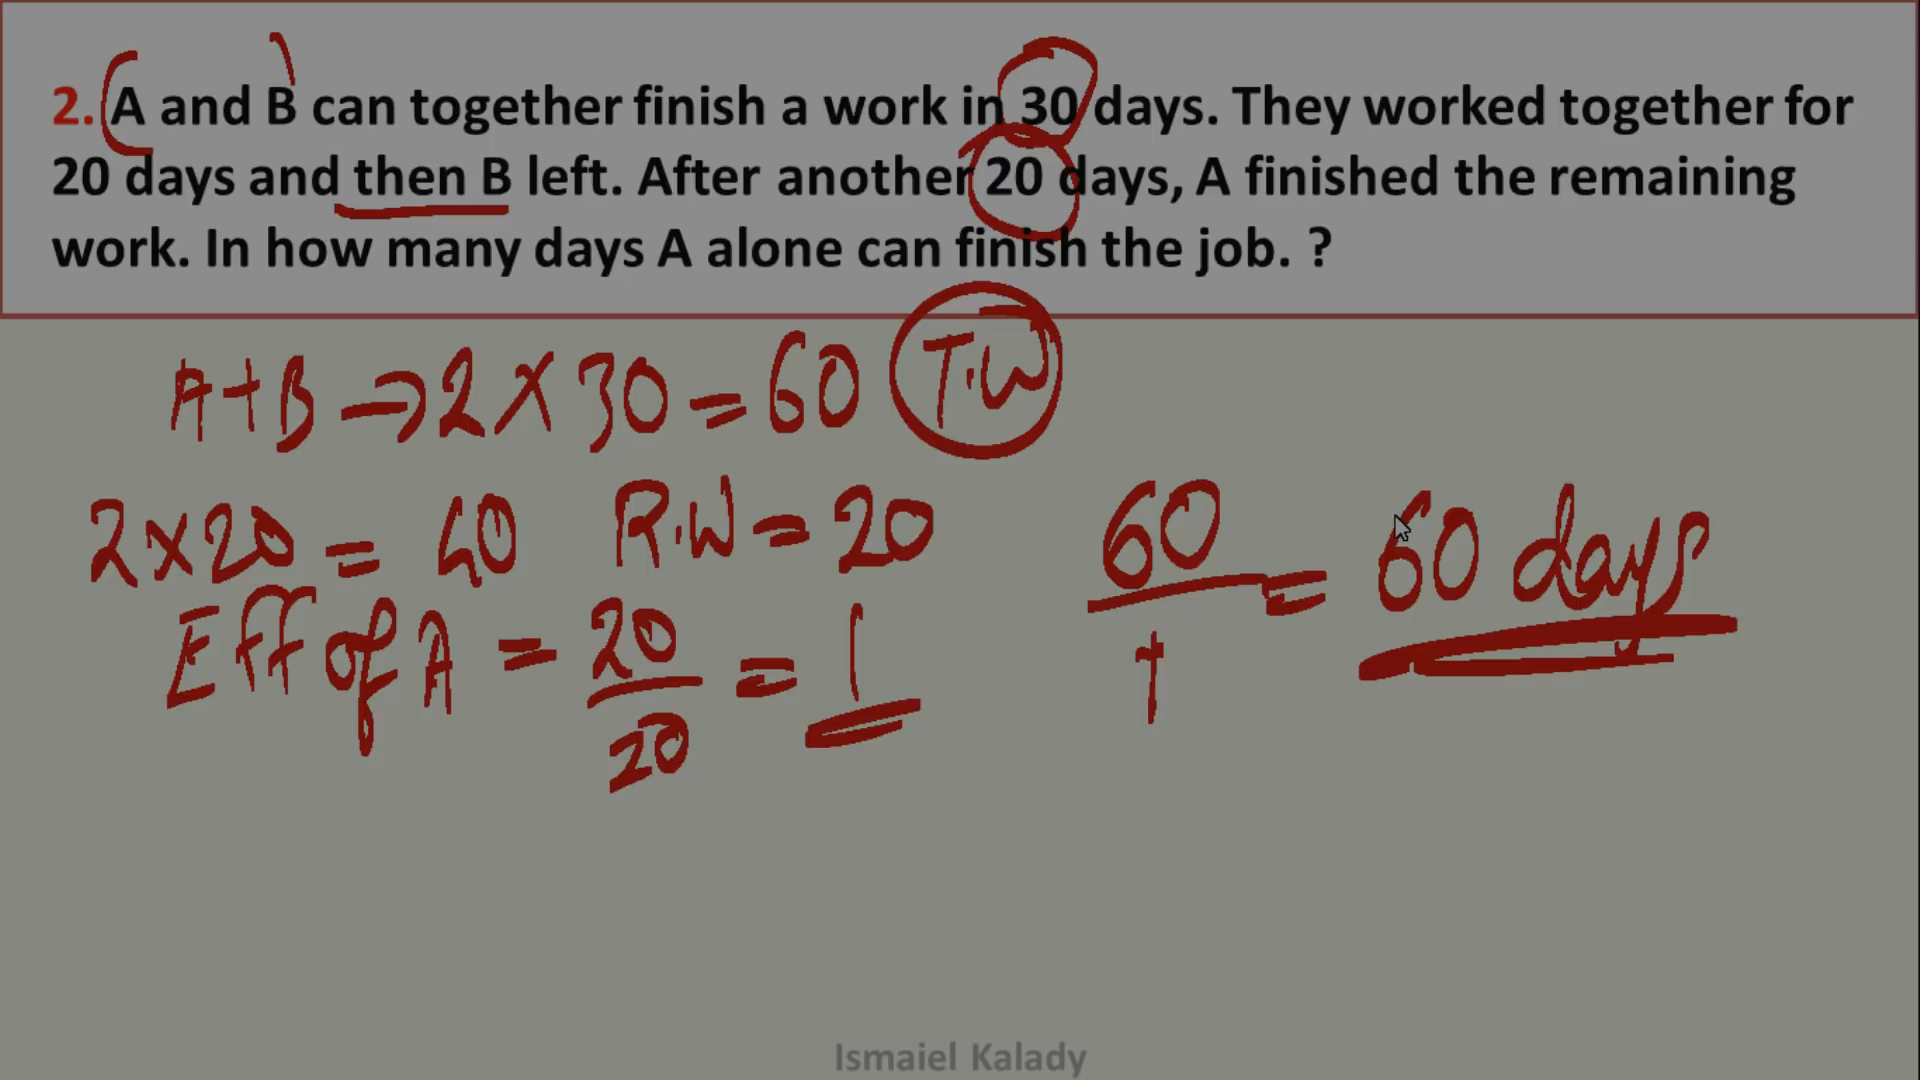 2. A and B can together finish a work in 30 days. They worked together for
20 days and then B left. After another 20 days, A finished the remaining
work. In how many days A alone can finish the job. ?
A+B → 2 × 30 = 60 T.W
2×20 = 40 R.W = 20
Eff of A = 20/20 = 1
60/1 = 60 days
Ismaiel Kalady